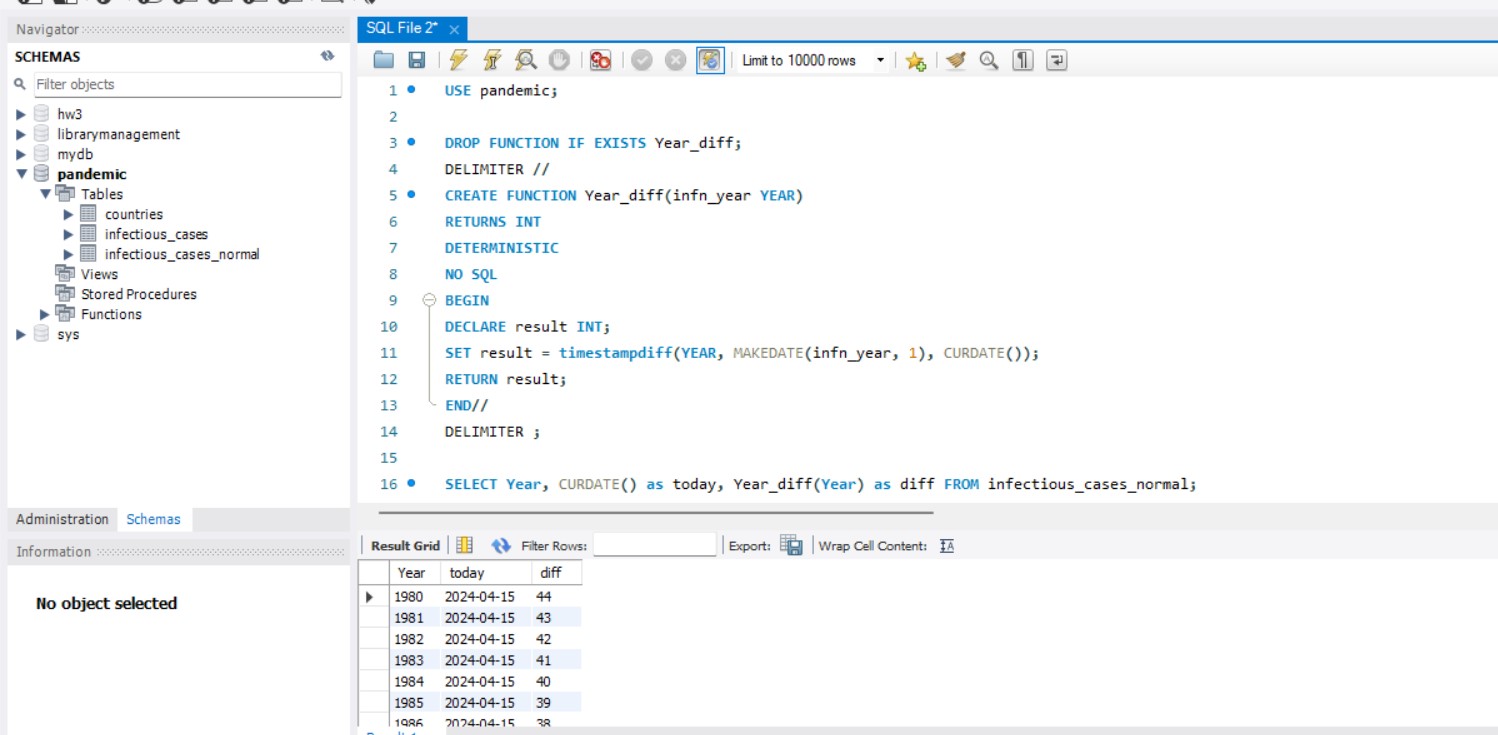 Navigator
SCHEMAS
Filter objects
hw3
librarymanagement
mydb
pandemic
Tables
countries
infectious_cases
infectious_cases_normal
Views
Stored Procedures
Functions
sys
Administration Schemas
Information
No object selected
SQL File 2*
Limit to 10000 rows
1 USE pandemic;
2
3 DROP FUNCTION IF EXISTS Year_diff;
4 DELIMITER //
5 CREATE FUNCTION Year_diff(infn_year YEAR)
6 RETURNS INT
7 DETERMINISTIC
8 NO SQL
9 BEGIN
10 DECLARE result INT;
11 SET result = timestampdiff(YEAR, MAKEDATE(infn_year, 1), CURDATE());
12 RETURN result;
13 END//
14 DELIMITER ;
15
16 SELECT Year, CURDATE() as today, Year_diff(Year) as diff FROM infectious_cases_normal;
Result Grid Filter Rows: Export: Wrap Cell Content:
Year today diff
1980 2024-04-15 44
1981 2024-04-15 43
1982 2024-04-15 42
1983 2024-04-15 41
1984 2024-04-15 40
1985 2024-04-15 39
1986 2024-04-15 38